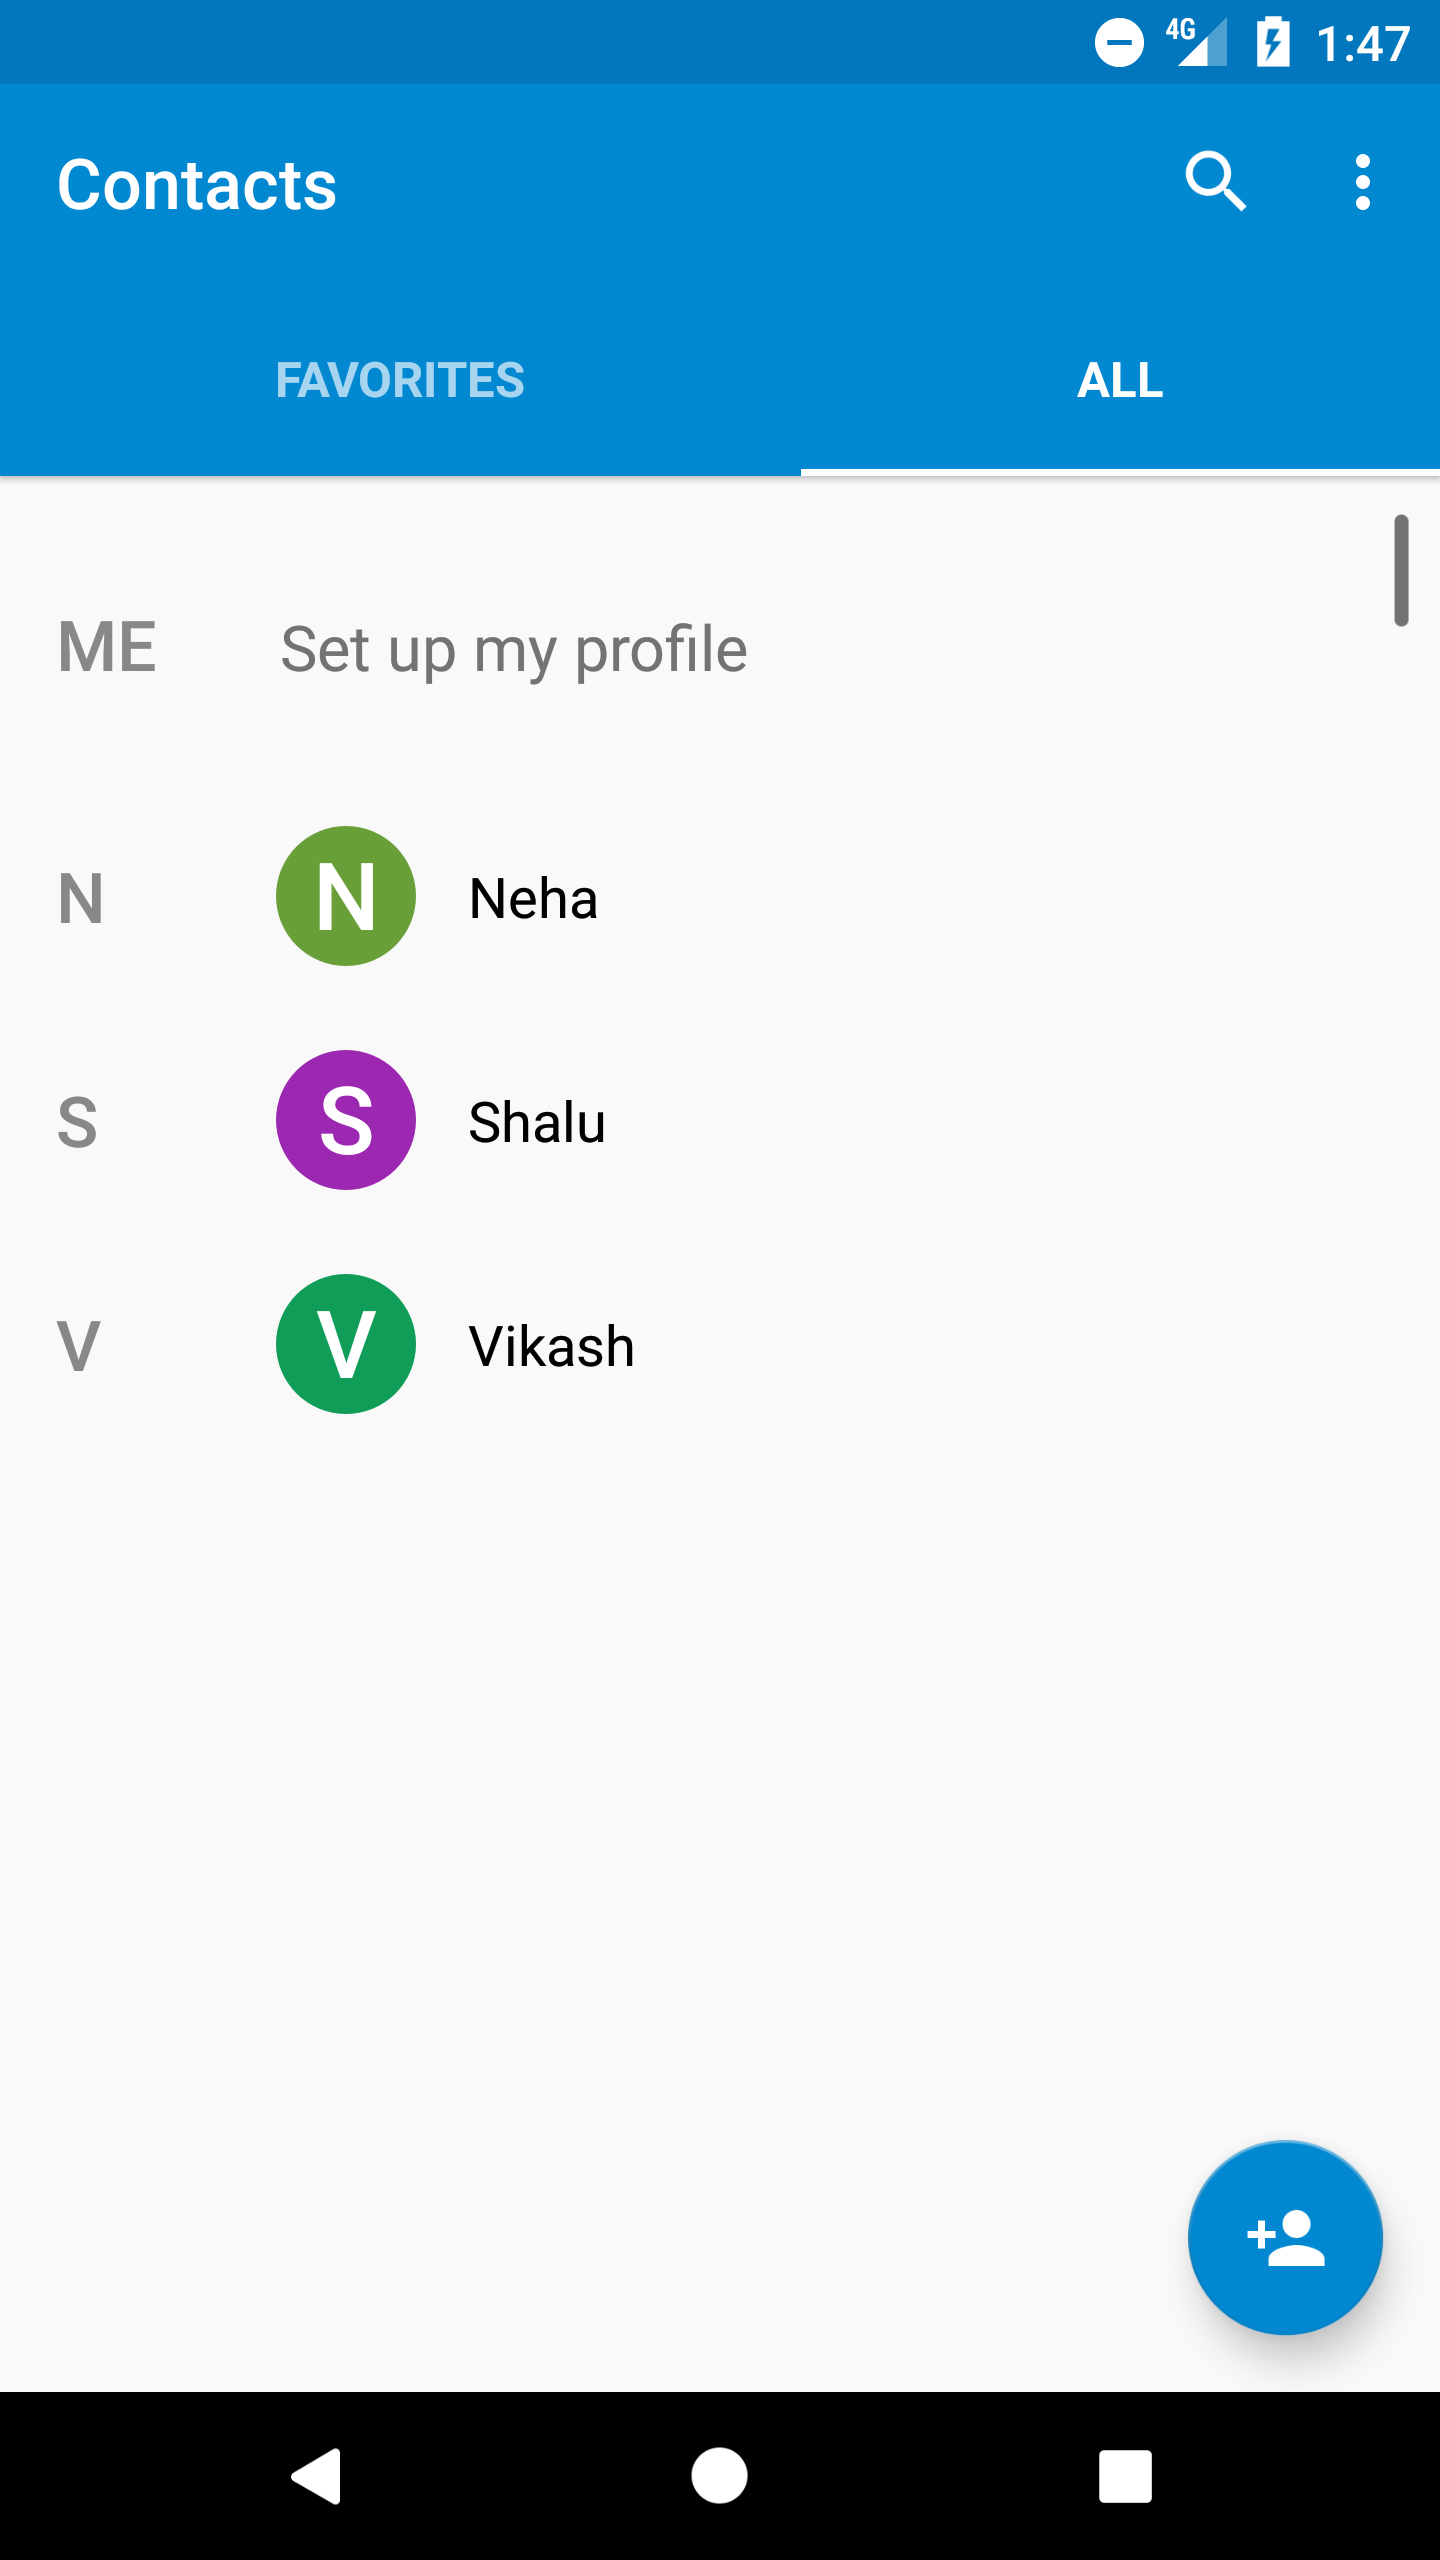 4G 1:47
Contacts
FAVORITES ALL
ME Set up my profile
N N Neha
S S Shalu
V V Vikash